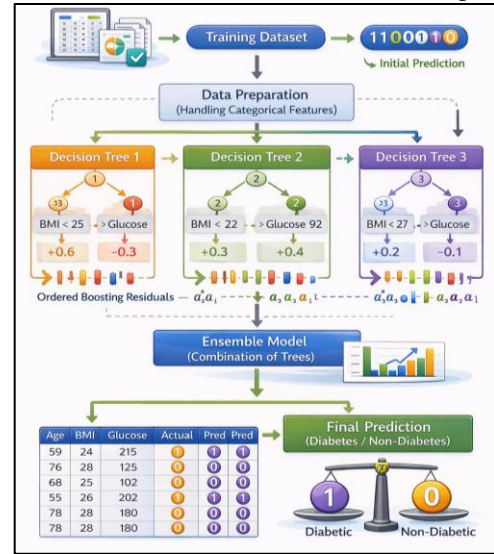 Training Dataset
1100110
Initial Prediction
Data Preparation
(Handling Categorical Features)
Decision Tree 1
Decision Tree 2
Decision Tree 3
1
2
3
1
2
2
3
BMI < 25
> Glucose
BMI < 22
> Glucose 92
BMI < 27
> Glucose
+0.6
−0.3
+0.3
+0.4
+0.2
−0.1
Ordered Boosting Residuals
Ensemble Model
(Combination of Trees)
Age BMI Glucose Actual Pred Pred
59 24 215 1 1 1
76 28 125 0 0 0
68 25 102 0 0 0
55 26 202 1 1 1
78 28 180 0 0 0
78 28 180 0 0 0
Final Prediction
(Diabetes / Non-Diabetes)
1
0
Diabetic
Non-Diabetic